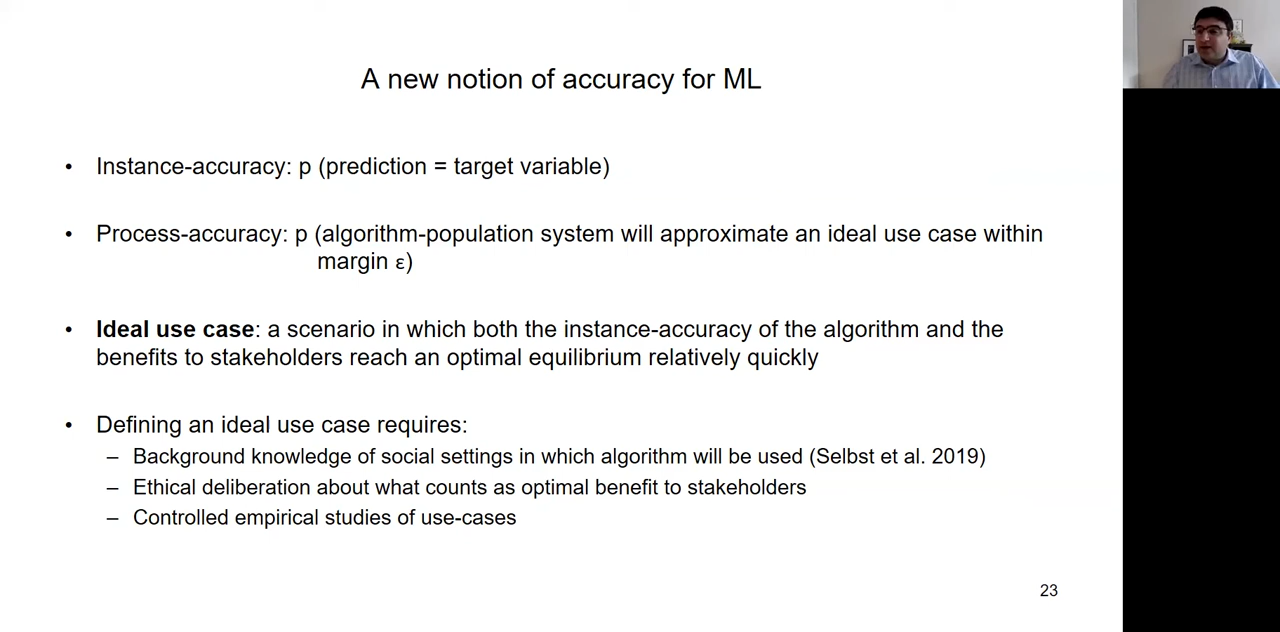 A new notion of accuracy for ML
• Instance-accuracy: p (prediction = target variable)
• Process-accuracy: p (algorithm-population system will approximate an ideal use case within
margin ε)
• Ideal use case: a scenario in which both the instance-accuracy of the algorithm and the
benefits to stakeholders reach an optimal equilibrium relatively quickly
• Defining an ideal use case requires:
– Background knowledge of social settings in which algorithm will be used (Selbst et al. 2019)
– Ethical deliberation about what counts as optimal benefit to stakeholders
– Controlled empirical studies of use-cases
23